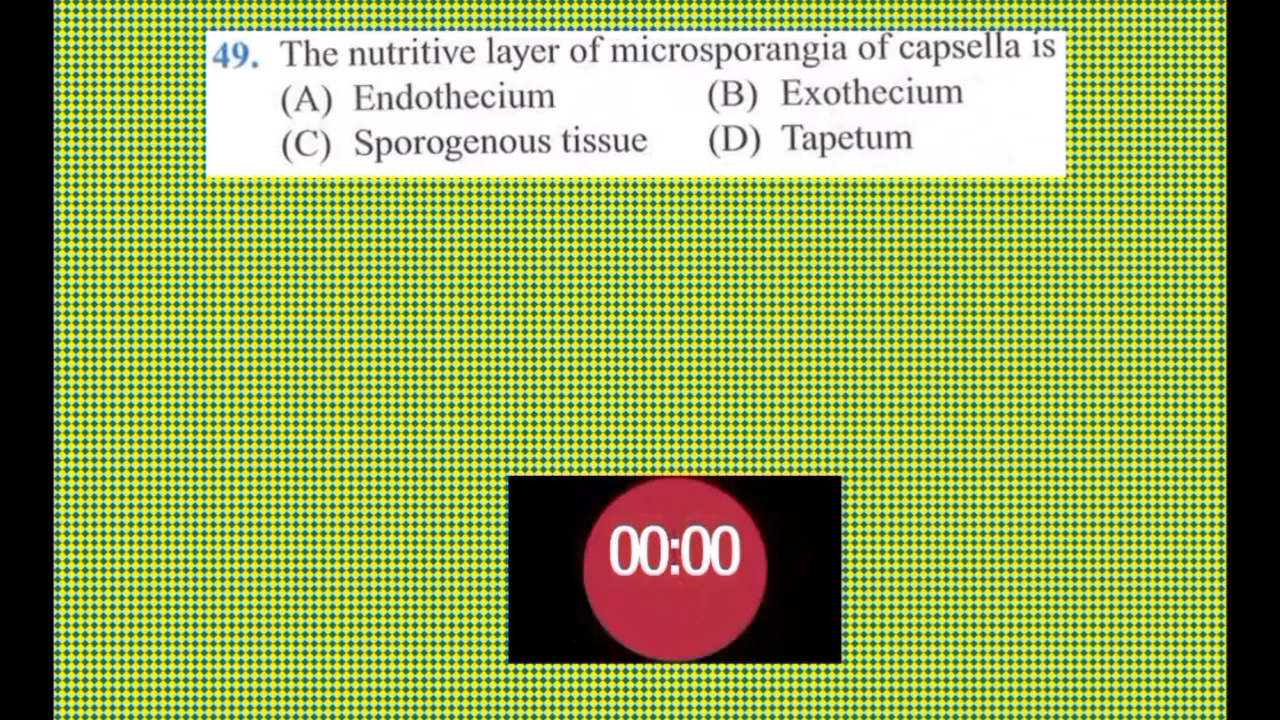 49. The nutritive layer of microsporangia of capsella is
(A) Endothecium (B) Exothecium
(C) Sporogenous tissue (D) Tapetum
00:00